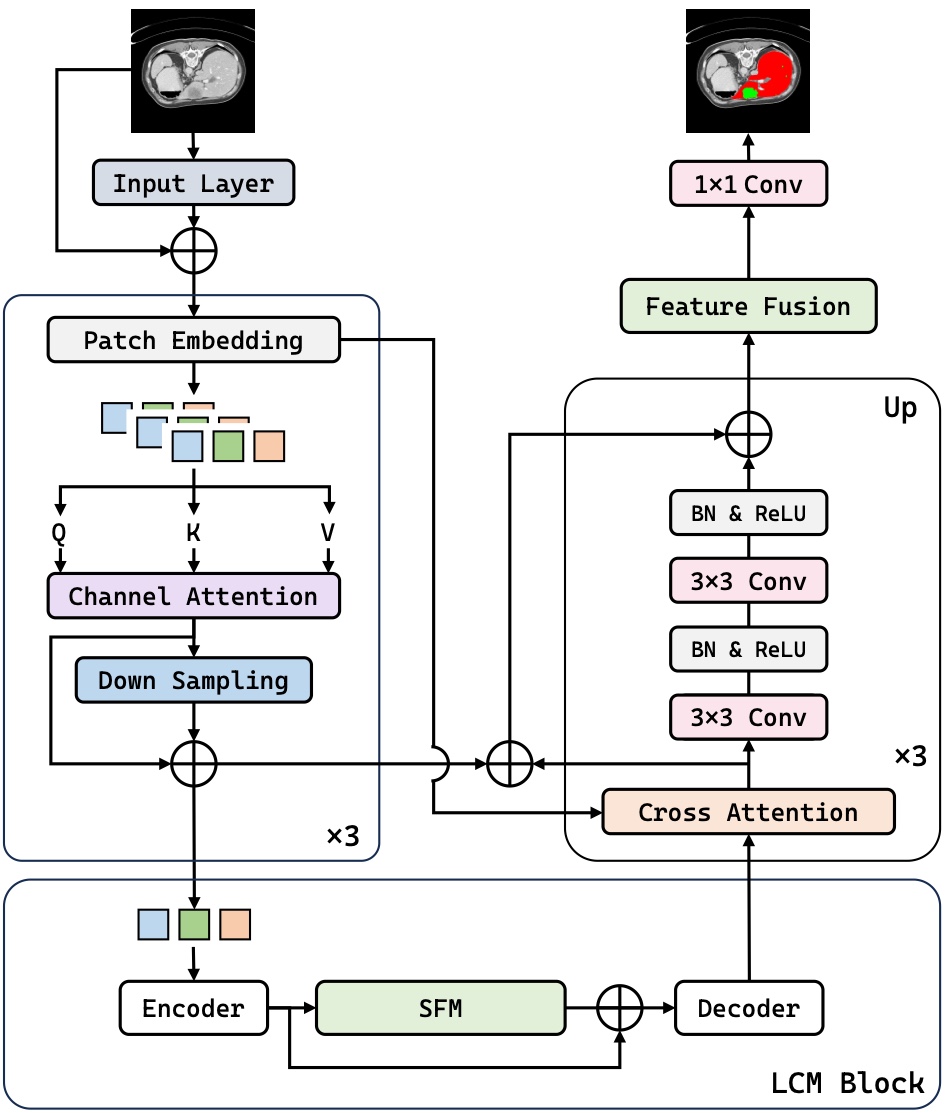 Input Layer
Patch Embedding
Q K V
Channel Attention
Down Sampling
×3
1×1 Conv
Feature Fusion
Up
BN & ReLU
3×3 Conv
BN & ReLU
3×3 Conv
×3
Cross Attention
Encoder
SFM
Decoder
LCM Block